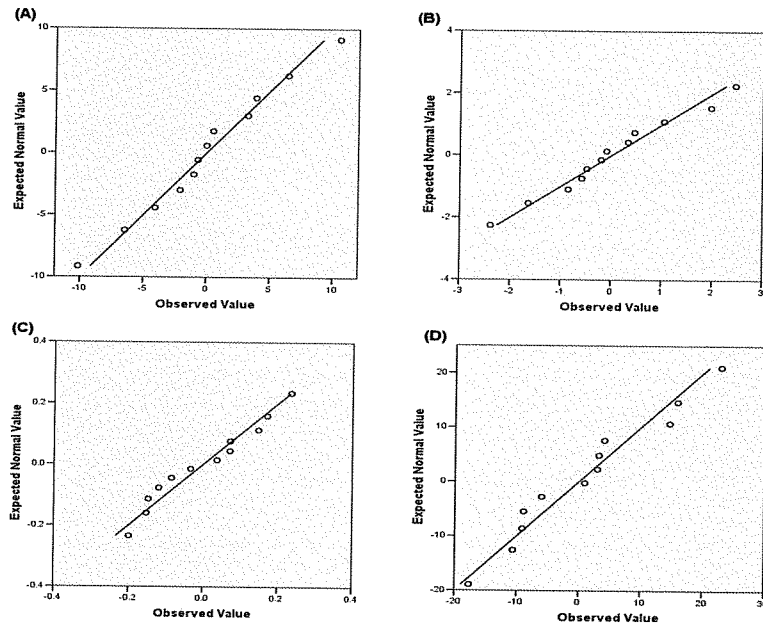 (A)
10
5
0
-5
-10
Expected Normal Value
-10 -5 0 5 10
Observed Value
(B)
4
2
0
-2
-4
Expected Normal Value
-3 -2 -1 0 1 2 3
Observed Value
(C)
0.4
0.2
0.0
-0.2
-0.4
Expected Normal Value
-0.4 -0.2 0.0 0.2 0.4
Observed Value
(D)
20
10
0
-10
-20
Expected Normal Value
-20 -10 0 10 20 30
Observed Value